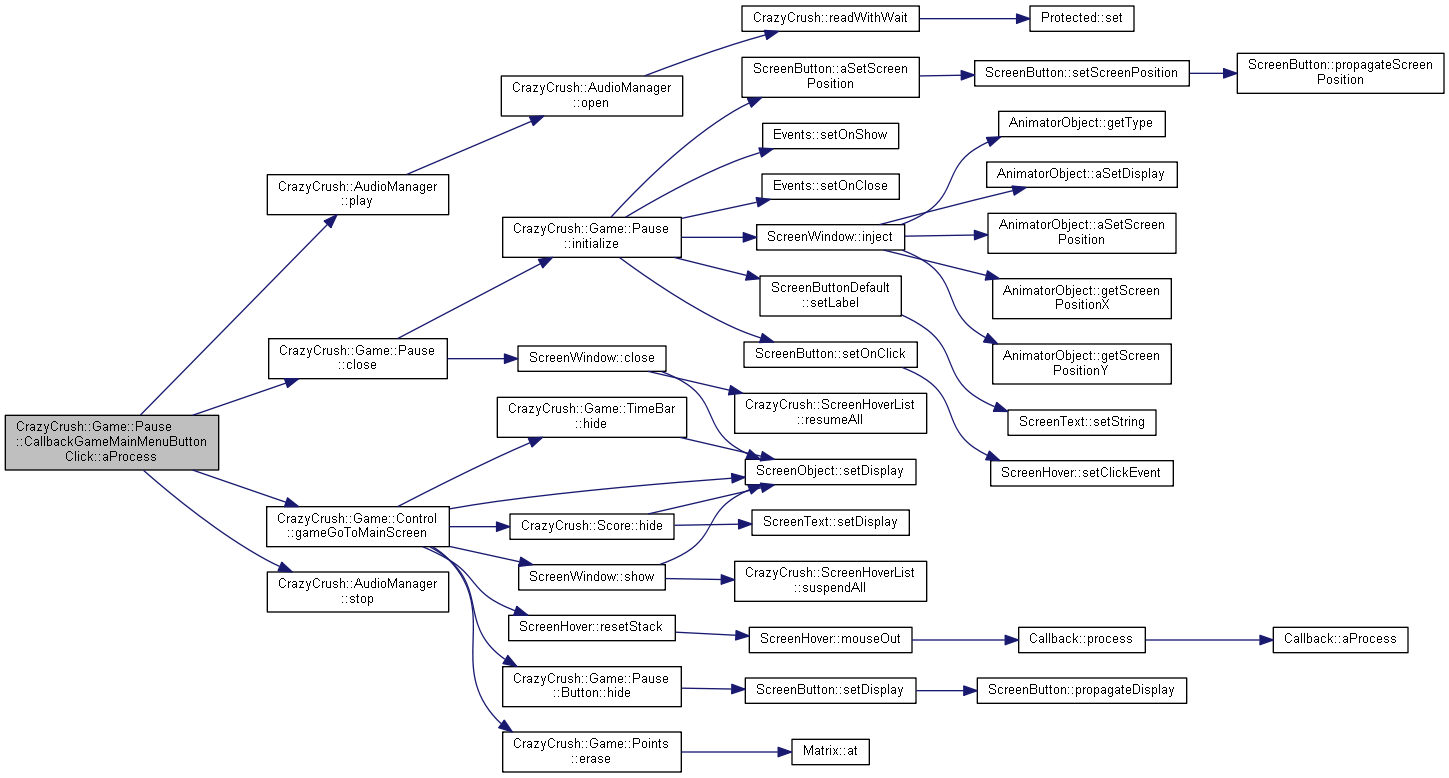 CrazyCrush::Game::Pause
::CallbackGameMainMenuButton
Click::aProcess
CrazyCrush::AudioManager
::play
CrazyCrush::AudioManager
::open
CrazyCrush::readWithWait
Protected::set
CrazyCrush::Game::Pause
::close
CrazyCrush::Game::Pause
::initialize
ScreenButton::aSetScreen
Position
ScreenButton::setScreenPosition
ScreenButton::propagateScreen
Position
Events::setOnShow
Events::setOnClose
ScreenWindow::inject
AnimatorObject::getType
AnimatorObject::aSetDisplay
AnimatorObject::aSetScreen
Position
AnimatorObject::getScreen
PositionX
AnimatorObject::getScreen
PositionY
ScreenButtonDefault
::setLabel
ScreenText::setString
ScreenButton::setOnClick
ScreenHover::setClickEvent
ScreenWindow::close
CrazyCrush::ScreenHoverList
::resumeAll
ScreenObject::setDisplay
CrazyCrush::Game::Control
::gameGoToMainScreen
CrazyCrush::Game::TimeBar
::hide
CrazyCrush::Score::hide
ScreenText::setDisplay
ScreenWindow::show
CrazyCrush::ScreenHoverList
::suspendAll
ScreenHover::resetStack
ScreenHover::mouseOut
Callback::process
Callback::aProcess
CrazyCrush::Game::Pause
::Button::hide
ScreenButton::setDisplay
ScreenButton::propagateDisplay
CrazyCrush::Game::Points
::erase
Matrix::at
CrazyCrush::AudioManager
::stop